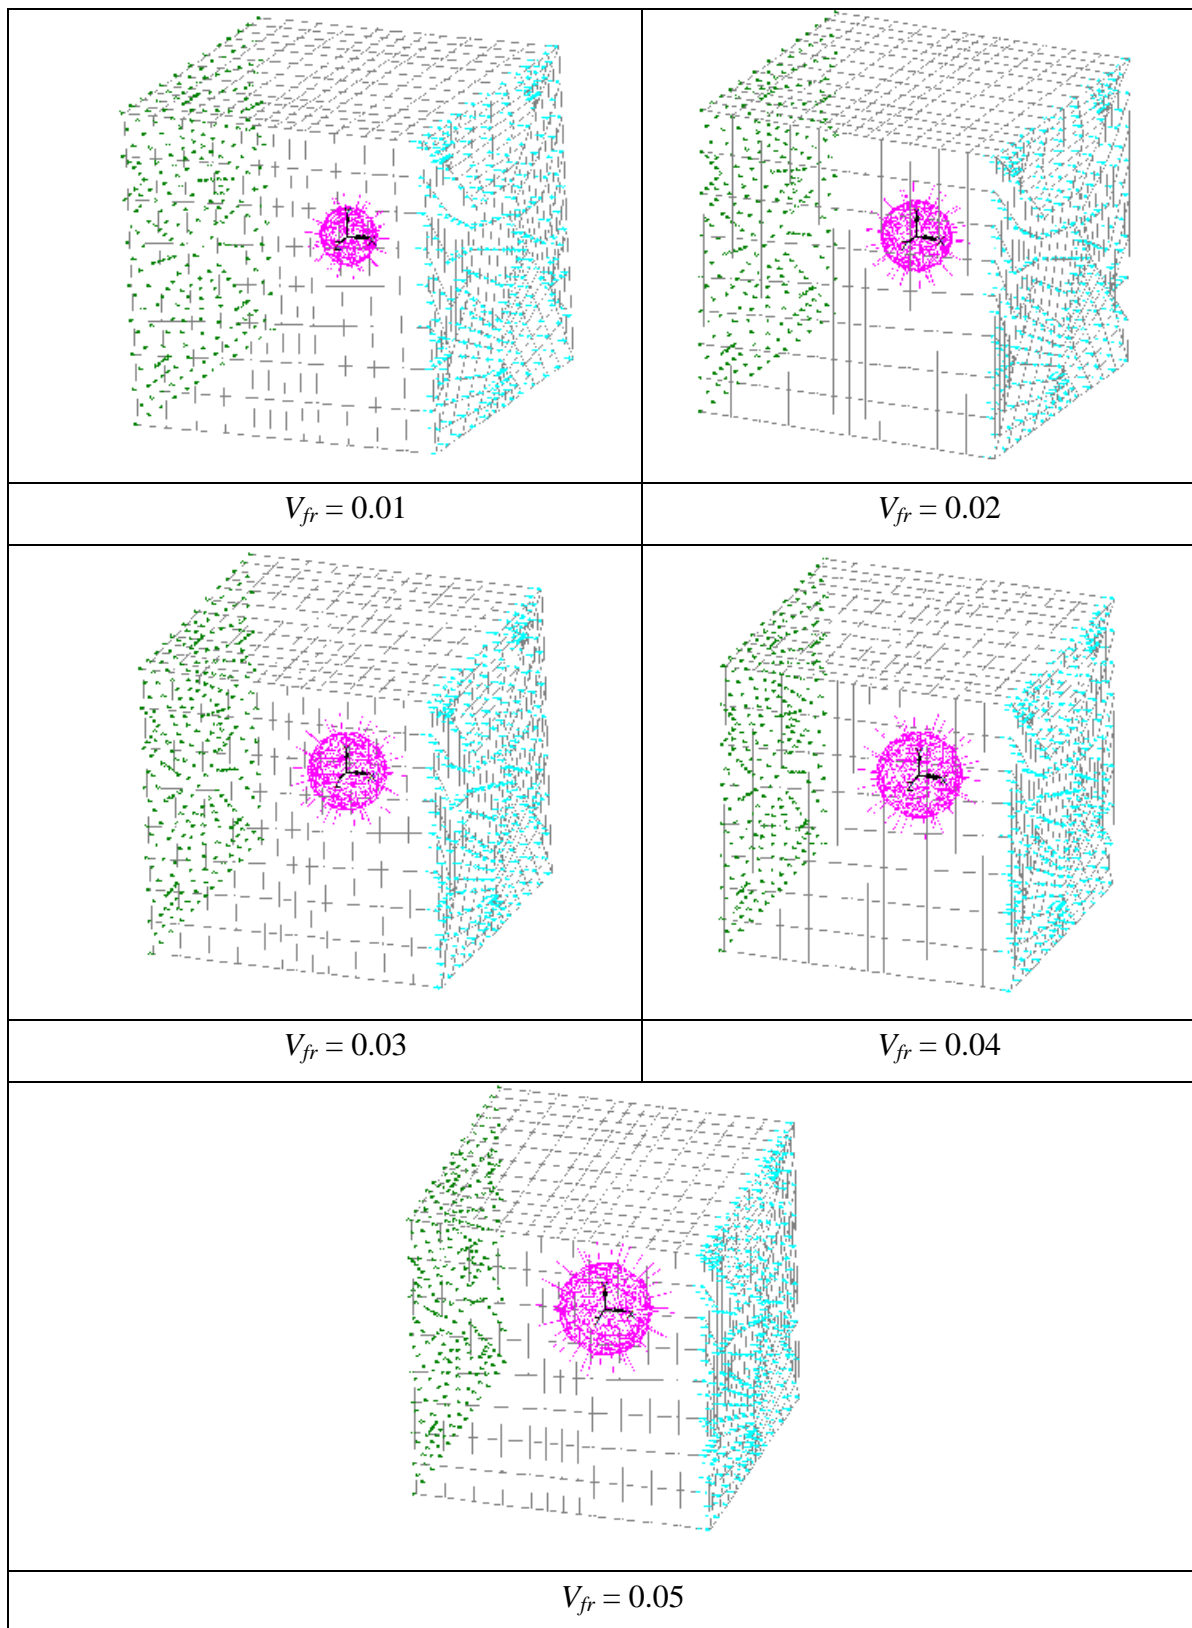 V_fr = 0.01
V_fr = 0.02
V_fr = 0.03
V_fr = 0.04
V_fr = 0.05